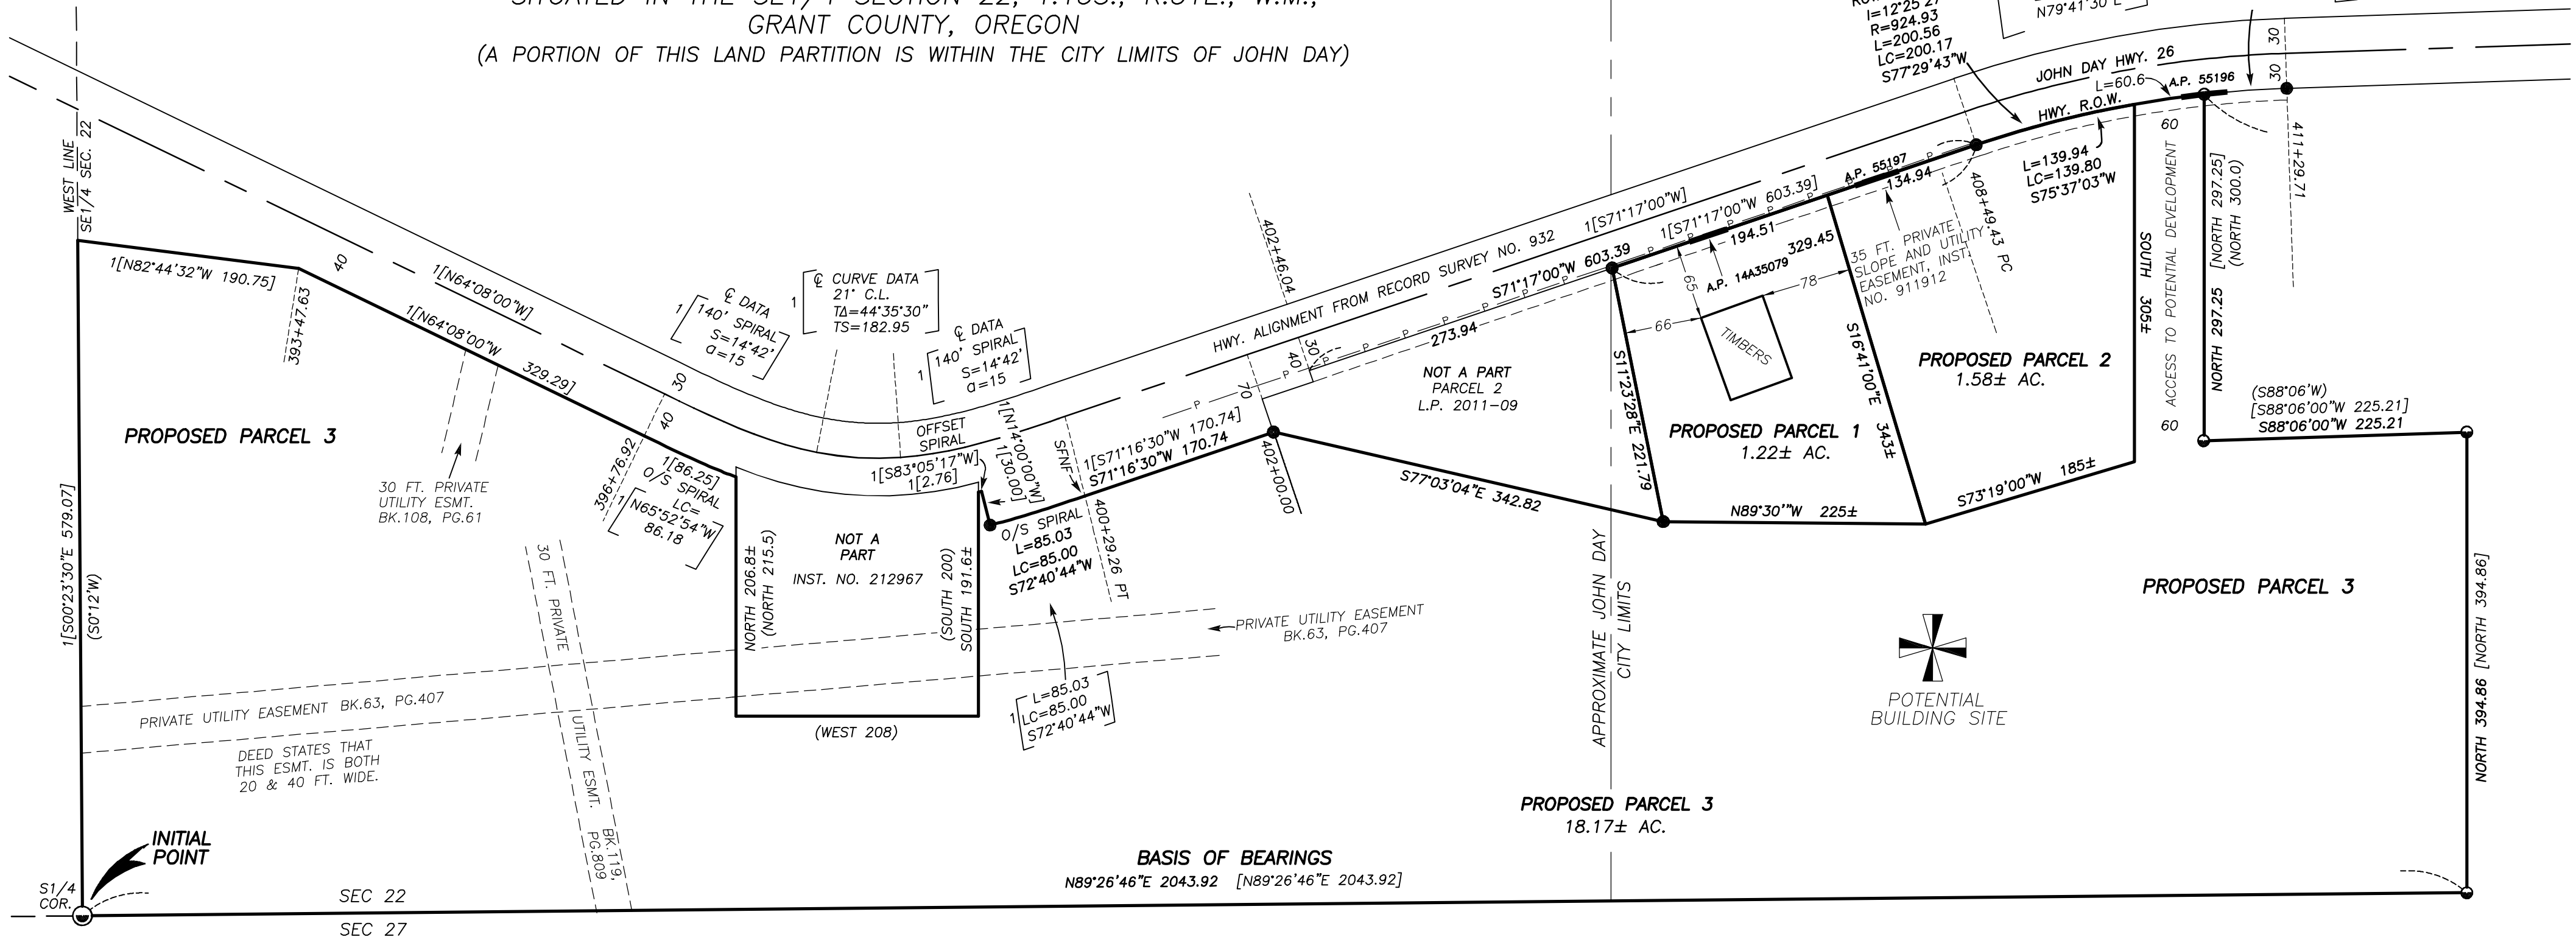 GRANT COUNTY, OREGON
(A PORTION OF THIS LAND PARTITION IS WITHIN THE CITY LIMITS OF JOHN DAY)
I=12°25'27"
R=924.93
L=200.56
LC=200.17
S77°29'43"W
N79°41'30"E
30
30
JOHN DAY HWY. 26
L=60.6
A.P. 55196
HWY. R.O.W.
60
411+29.71
WEST LINE
SE1/4 SEC. 22
1[N82°44'32"W 190.75]
393+47.63
40
1[N64°08'00"W]
1[N64°08'00"W
329.29]
30
40
396+76.92
℄ DATA
140' SPIRAL
S=14°42'
a=15
1
℄ CURVE DATA
21° C.L.
TΔ=44°35'30"
TS=182.95
1
℄ DATA
140' SPIRAL
S=14°42'
a=15
1
402+46.04
HWY. ALIGNMENT FROM RECORD SURVEY NO. 932
1[S71°17'00"W]
1[S71°17'00"W 603.39]
S71°17'00"W 603.39
273.94
A.P. 55197
134.94
194.51
329.45
A.P. 14A35079
65
78
66
TIMBERS
35 FT. PRIVATE
SLOPE AND UTILITY
EASEMENT, INST.
NO. 911912
408+49.43 PC
L=139.94
LC=139.80
S75°37'03"W
SOUTH 305±
ACCESS TO POTENTIAL DEVELOPMENT
60
NORTH 297.25 [NORTH 297.25]
(NORTH 300.0)
(S88°06'W)
[S88°06'00"W 225.21]
S88°06'00"W 225.21
PROPOSED PARCEL 2
1.58± AC.
S16°41'00"E 343±
S73°19'00"W 185±
PROPOSED PARCEL 1
1.22± AC.
N89°30'"W 225±
S11°23'28"E 221.79
NOT A PART
PARCEL 2
L.P. 2011-09
30
40
70
402+00.00
S77°03'04"E 342.82
OFFSET
SPIRAL
1[S83°05'17"W]
1[2.76]
1[N14°00'00"W]
1[30.00]
SFNF
1[S71°16'30"W 170.74]
S71°16'30"W 170.74
400+29.26 PT
O/S SPIRAL
L=85.03
LC=85.00
S72°40'44"W
L=85.03
1 LC=85.00
S72°40'44"W
1[86.25]
O/S SPIRAL
LC=
1 N65°52'54"W
86.18
NOT A
PART
INST. NO. 212967
NORTH 206.8±
(NORTH 215.5)
(SOUTH 200)
SOUTH 191.6±
(WEST 208)
PROPOSED PARCEL 3
30 FT. PRIVATE
UTILITY ESMT.
BK.108, PG.61
1[S00°23'30"E 579.07]
(S0°12'W)
30 FT. PRIVATE
UTILITY ESMT.
BK.119,
PG.809
PRIVATE UTILITY EASEMENT BK.63, PG.407
DEED STATES THAT
THIS ESMT. IS BOTH
20 & 40 FT. WIDE.
PRIVATE UTILITY EASEMENT
BK.63, PG.407
APPROXIMATE JOHN DAY
CITY LIMITS
PROPOSED PARCEL 3
POTENTIAL
BUILDING SITE
NORTH 394.86 [NORTH 394.86]
PROPOSED PARCEL 3
18.17± AC.
INITIAL
POINT
S1/4
COR.
SEC 22
SEC 27
BASIS OF BEARINGS
N89°26'46"E 2043.92 [N89°26'46"E 2043.92]